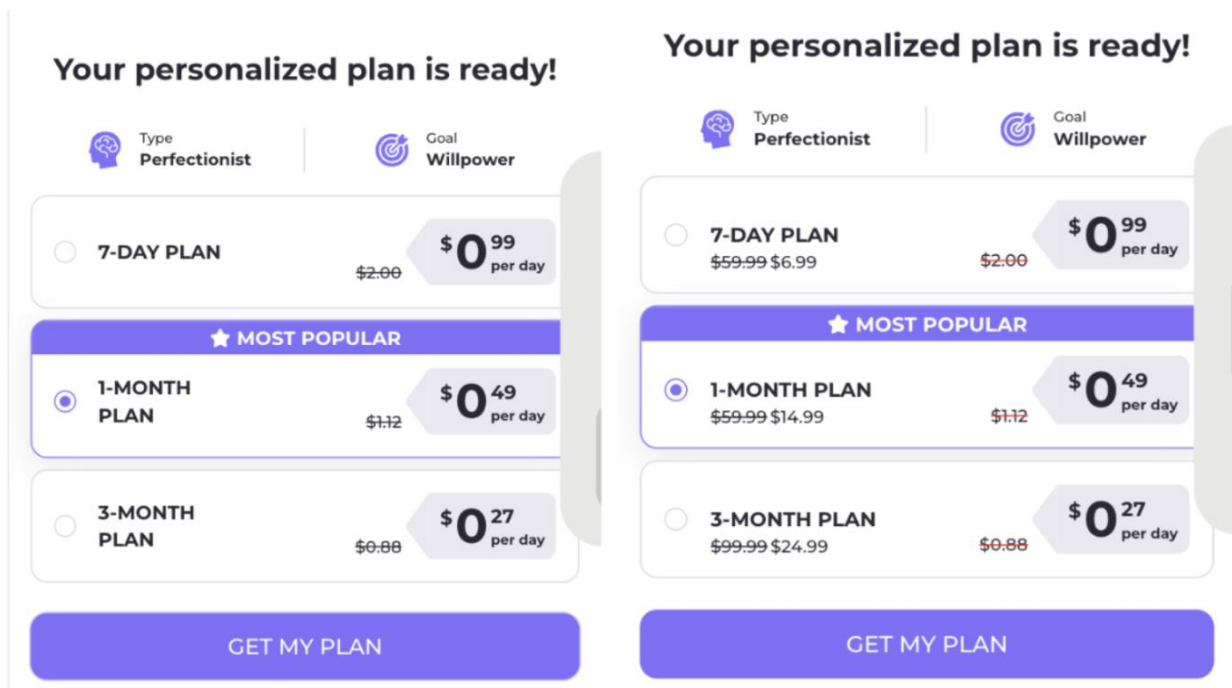 Your personalized plan is ready!
Type
Perfectionist
Goal
Willpower
7-DAY PLAN
$2.00
$0 99
per day
MOST POPULAR
1-MONTH
PLAN
$1.12
$0 49
per day
3-MONTH
PLAN
$0.88
$0 27
per day
GET MY PLAN
Your personalized plan is ready!
Type
Perfectionist
Goal
Willpower
7-DAY PLAN
$59.99 $6.99
$2.00
$0 99
per day
MOST POPULAR
1-MONTH PLAN
$59.99 $14.99
$1.12
$0 49
per day
3-MONTH PLAN
$99.99 $24.99
$0.88
$0 27
per day
GET MY PLAN